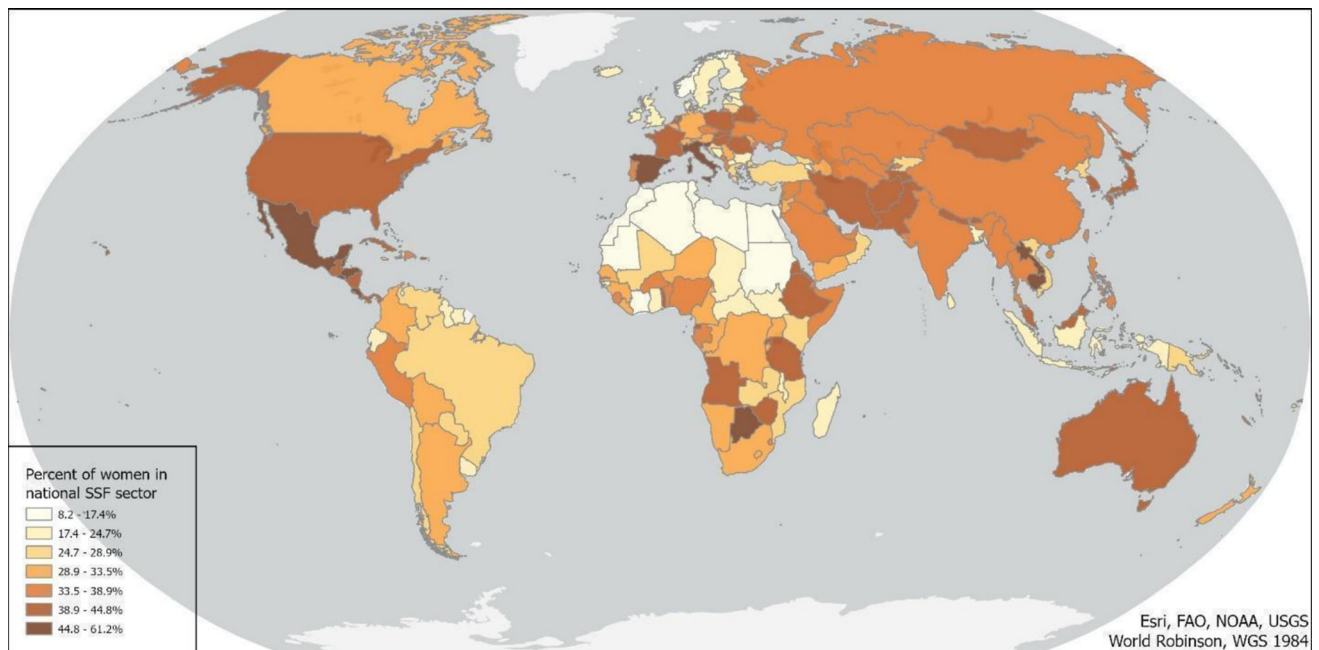 Percent of women in
national SSF sector
8.2 - 17.4%
17.4 - 24.7%
24.7 - 28.9%
28.9 - 33.5%
33.5 - 38.9%
38.9 - 44.8%
44.8 - 61.2%
Esri, FAO, NOAA, USGS
World Robinson, WGS 1984